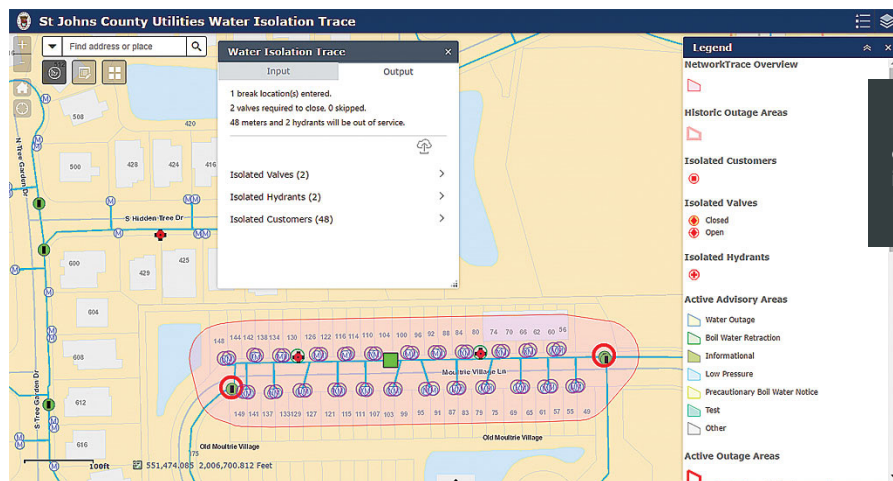 St Johns County Utilities Water Isolation Trace
Find address or place
Water Isolation Trace
Input
Output
1 break location(s) entered.
2 valves required to close, 0 skipped.
48 meters and 2 hydrants will be out of service.
Isolated Valves (2)
Isolated Hydrants (2)
Isolated Customers (48)
Legend
NetworkTrace Overview
Historic Outage Areas
Isolated Customers
Isolated Valves
Closed
Open
Isolated Hydrants
Active Advisory Areas
Water Outage
Boil Water Retraction
Informational
Low Pressure
Precautionary Boil Water Notice
Test
Other
Active Outage Areas
508
420
500
428
424
416
N Tree Garden Dr
S Hidden Tree Dr
600
429
425
604
608
612
616
S Tree Garden Dr
148 144 142 138 134 130 126 122 116 114 110 104 100 96 92 88 84 80 74 70 66 62 60 56
Moultrie Village Ln
149 141 137 133 129 127 121 115 111 107 103 99 95 91 87 83 79 75 69 65 61 57 55 49
Old Moultrie Village
Old Moultrie Village
175
100ft
551,474.085 2,006,700.812 Feet